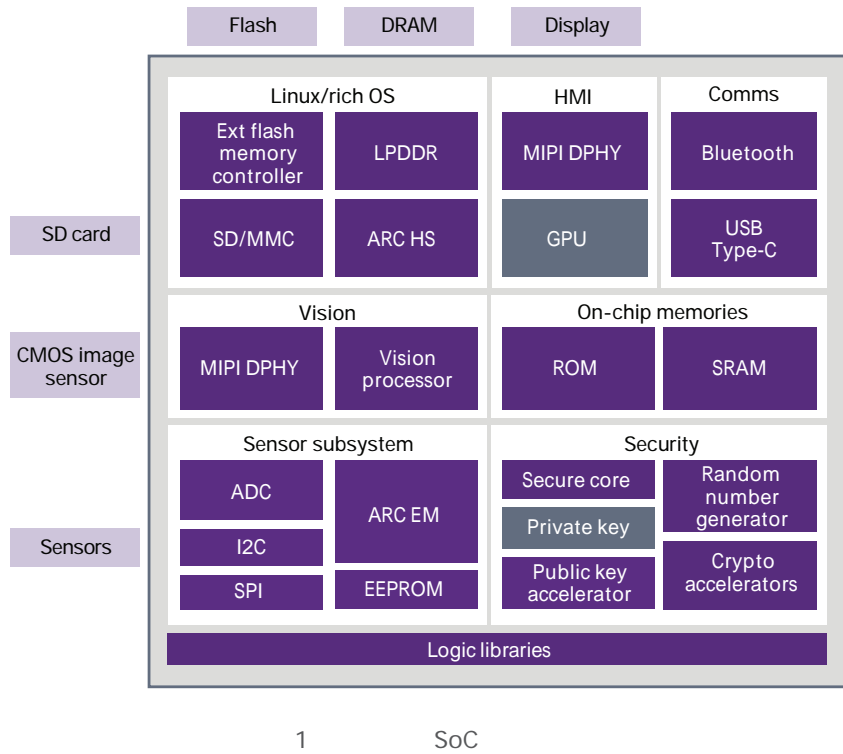 Flash
DRAM
Display
Linux/rich OS
HMI
Comms
Ext flash
memory
controller
LPDDR
MIPI DPHY
Bluetooth
SD card
SD/MMC
ARC HS
GPU
USB
Type-C
Vision
On-chip memories
CMOS image
sensor
MIPI DPHY
Vision
processor
ROM
SRAM
Sensor subsystem
Security
ADC
ARC EM
Secure core
Random
number
generator
Sensors
I2C
Private key
SPI
EEPROM
Public key
accelerator
Crypto
accelerators
Logic libraries
1 SoC